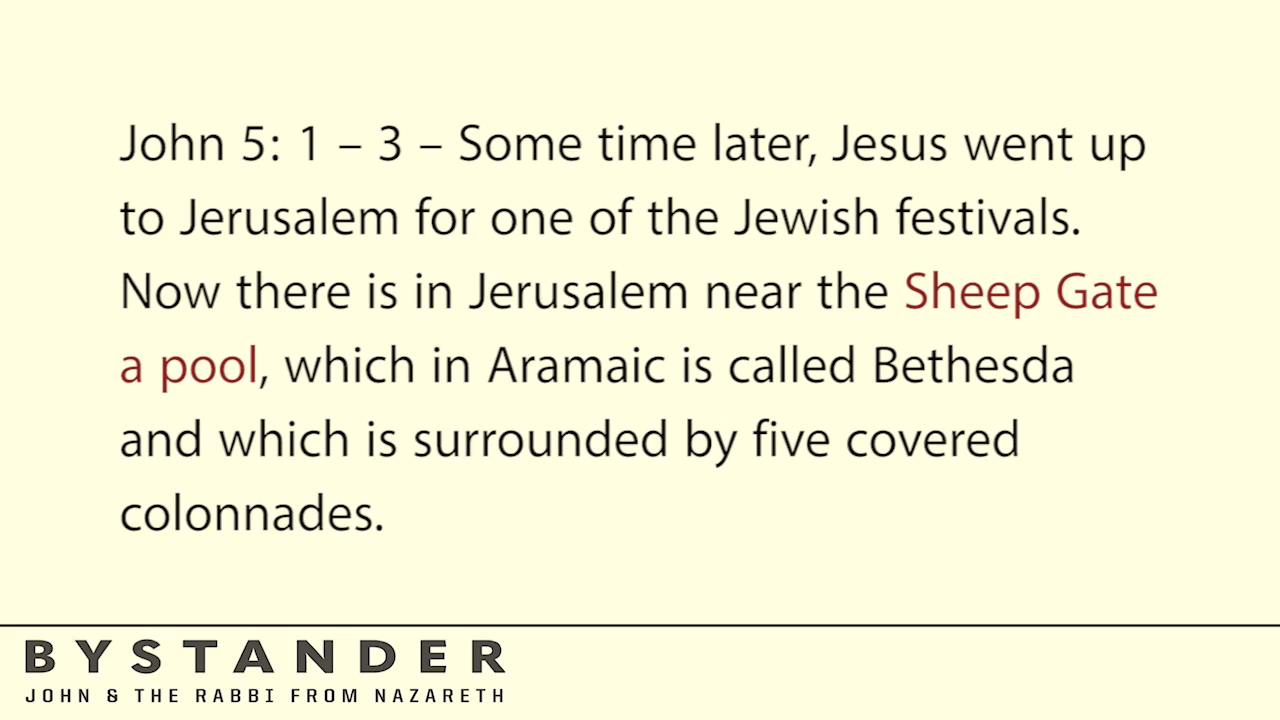 John 5: 1 – 3 – Some time later, Jesus went up
to Jerusalem for one of the Jewish festivals.
Now there is in Jerusalem near the Sheep Gate
a pool, which in Aramaic is called Bethesda
and which is surrounded by five covered
colonnades.
BYSTANDER
JOHN & THE RABBI FROM NAZARETH